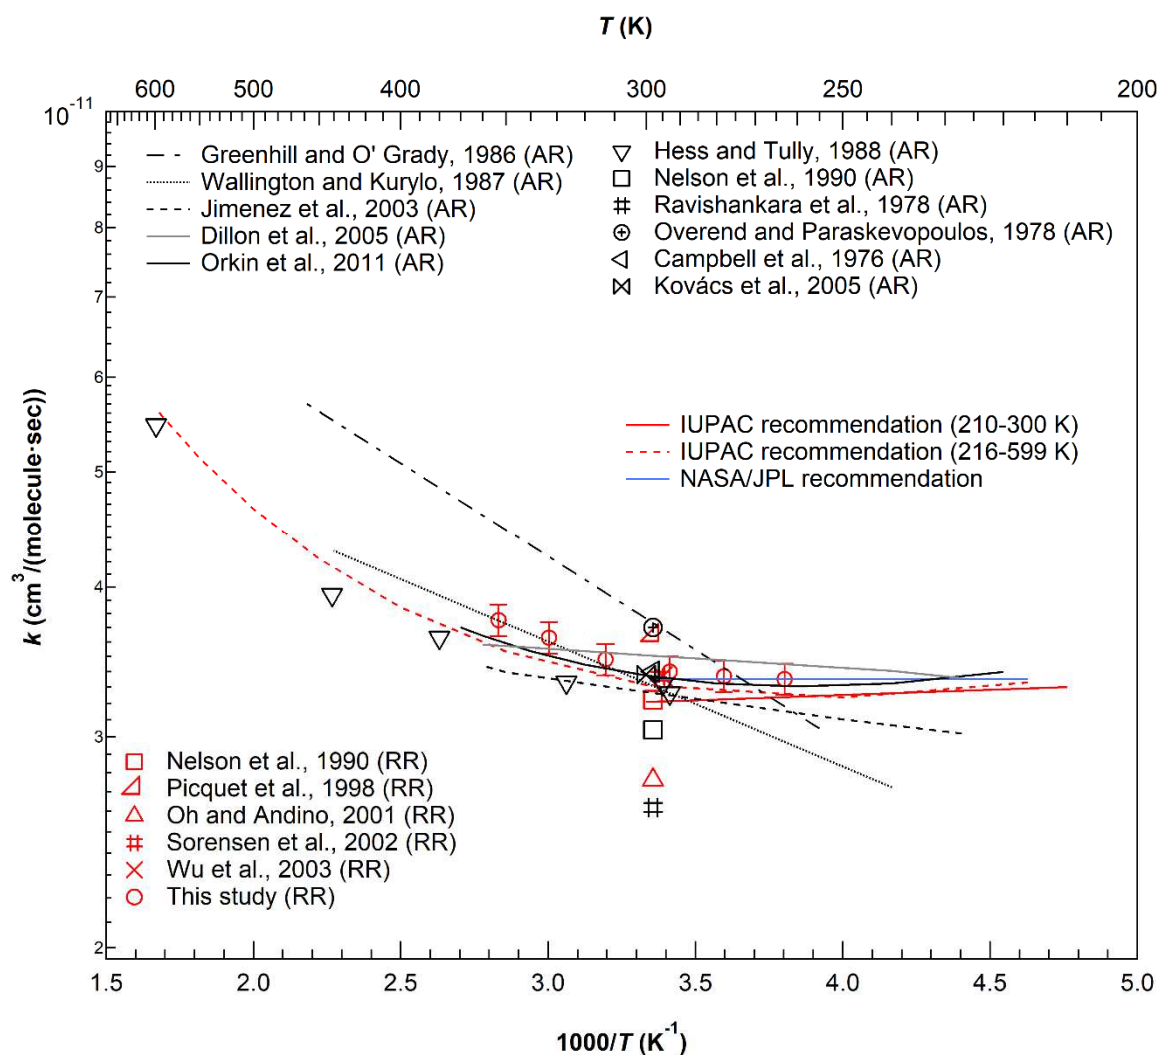 T (K)
600 500 400 350 300 250 200
10⁻¹¹
9
8
7
6
5
4
3
2
Greenhill and O' Grady, 1986 (AR)
Wallington and Kurylo, 1987 (AR)
Jimenez et al., 2003 (AR)
Dillon et al., 2005 (AR)
Orkin et al., 2011 (AR)
Hess and Tully, 1988 (AR)
Nelson et al., 1990 (AR)
Ravishankara et al., 1978 (AR)
Overend and Paraskevopoulos, 1978 (AR)
Campbell et al., 1976 (AR)
Kovács et al., 2005 (AR)
IUPAC recommendation (210-300 K)
IUPAC recommendation (216-599 K)
NASA/JPL recommendation
k (cm³/(molecule·sec))
Nelson et al., 1990 (RR)
Picquet et al., 1998 (RR)
Oh and Andino, 2001 (RR)
Sorensen et al., 2002 (RR)
Wu et al., 2003 (RR)
This study (RR)
1.5 2.0 2.5 3.0 3.5 4.0 4.5 5.0
1000/T (K⁻¹)